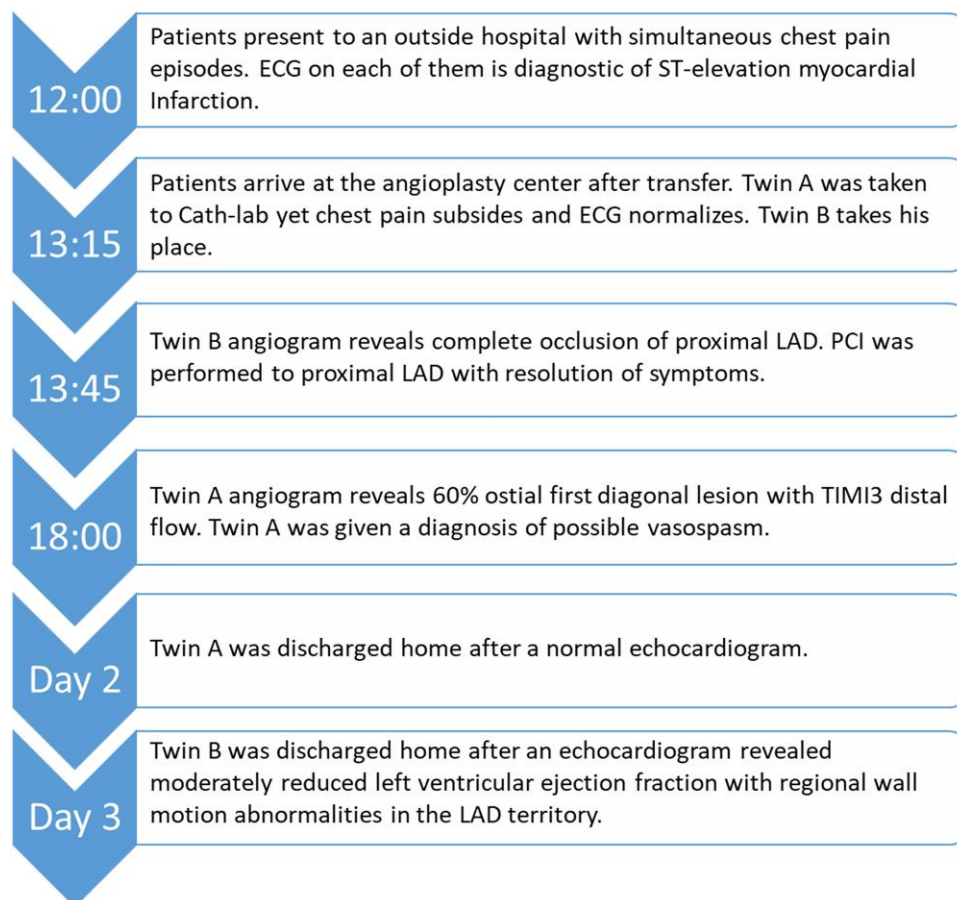 12:00
Patients present to an outside hospital with simultaneous chest pain
episodes. ECG on each of them is diagnostic of ST-elevation myocardial
Infarction.
13:15
Patients arrive at the angioplasty center after transfer. Twin A was taken
to Cath-lab yet chest pain subsides and ECG normalizes. Twin B takes his
place.
13:45
Twin B angiogram reveals complete occlusion of proximal LAD. PCI was
performed to proximal LAD with resolution of symptoms.
18:00
Twin A angiogram reveals 60% ostial first diagonal lesion with TIMI3 distal
flow. Twin A was given a diagnosis of possible vasospasm.
Day 2
Twin A was discharged home after a normal echocardiogram.
Day 3
Twin B was discharged home after an echocardiogram revealed
moderately reduced left ventricular ejection fraction with regional wall
motion abnormalities in the LAD territory.